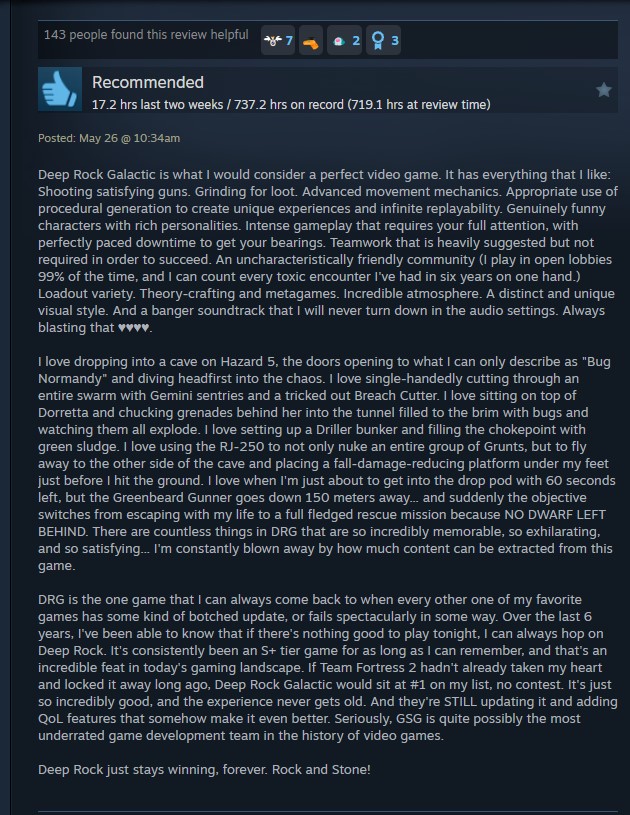 143 people found this review helpful 7 2 3
Recommended
17.2 hrs last two weeks / 737.2 hrs on record (719.1 hrs at review time)
Posted: May 26 @ 10:34am
Deep Rock Galactic is what I would consider a perfect video game. It has everything that I like:
Shooting satisfying guns. Grinding for loot. Advanced movement mechanics. Appropriate use of
procedural generation to create unique experiences and infinite replayability. Genuinely funny
characters with rich personalities. Intense gameplay that requires your full attention, with
perfectly paced downtime to get your bearings. Teamwork that is heavily suggested but not
required in order to succeed. An uncharacteristically friendly community (I play in open lobbies
99% of the time, and I can count every toxic encounter I've had in six years on one hand.)
Loadout variety. Theory-crafting and metagames. Incredible atmosphere. A distinct and unique
visual style. And a banger soundtrack that I will never turn down in the audio settings. Always
blasting that ♥♥♥♥.
I love dropping into a cave on Hazard 5, the doors opening to what I can only describe as "Bug
Normandy" and diving headfirst into the chaos. I love single-handedly cutting through an
entire swarm with Gemini sentries and a tricked out Breach Cutter. I love sitting on top of
Dorretta and chucking grenades behind her into the tunnel filled to the brim with bugs and
watching them all explode. I love setting up a Driller bunker and filling the chokepoint with
green sludge. I love using the RJ-250 to not only nuke an entire group of Grunts, but to fly
away to the other side of the cave and placing a fall-damage-reducing platform under my feet
just before I hit the ground. I love when I'm just about to get into the drop pod with 60 seconds
left, but the Greenbeard Gunner goes down 150 meters away... and suddenly the objective
switches from escaping with my life to a full fledged rescue mission because NO DWARF LEFT
BEHIND. There are countless things in DRG that are so incredibly memorable, so exhilarating,
and so satisfying... I'm constantly blown away by how much content can be extracted from this
game.
DRG is the one game that I can always come back to when every other one of my favorite
games has some kind of botched update, or fails spectacularly in some way. Over the last 6
years, I've been able to know that if there's nothing good to play tonight, I can always hop on
Deep Rock. It's consistently been an S+ tier game for as long as I can remember, and that's an
incredible feat in today's gaming landscape. If Team Fortress 2 hadn't already taken my heart
and locked it away long ago, Deep Rock Galactic would sit at #1 on my list, no contest. It's just
so incredibly good, and the experience never gets old. And they're STILL updating it and adding
QoL features that somehow make it even better. Seriously, GSG is quite possibly the most
underrated game development team in the history of video games.
Deep Rock just stays winning, forever. Rock and Stone!